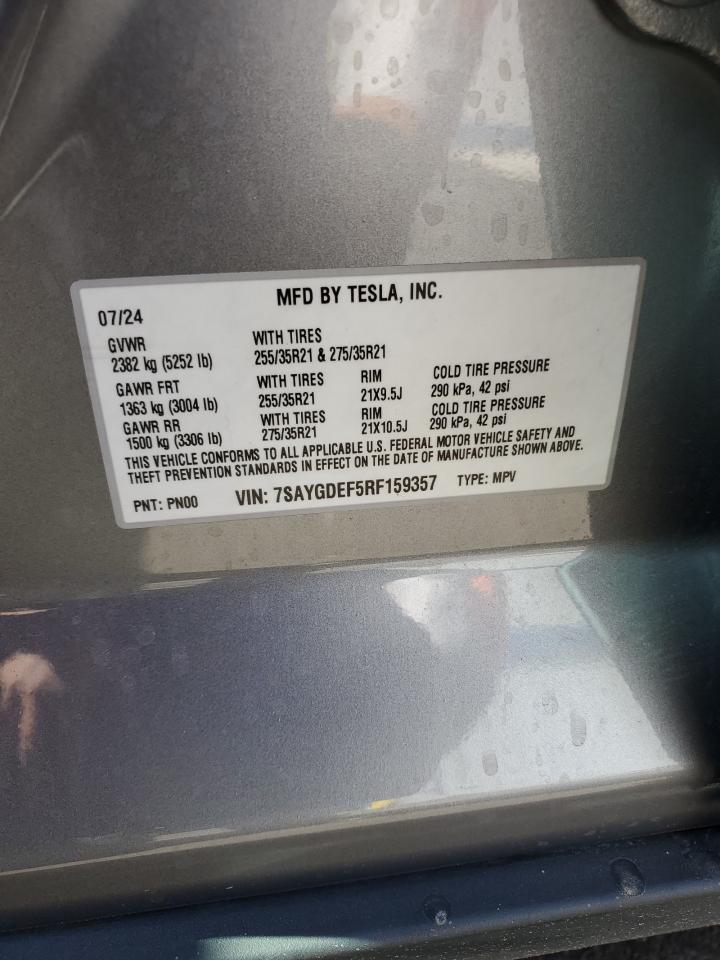 MFD BY TESLA, INC.
07/24
GVWR WITH TIRES
2382 kg (5252 lb) 255/35R21 & 275/35R21
GAWR FRT WITH TIRES RIM COLD TIRE PRESSURE
1363 kg (3004 lb) 255/35R21 21X9.5J 290 kPa, 42 psi
GAWR RR WITH TIRES RIM COLD TIRE PRESSURE
1500 kg (3306 lb) 275/35R21 21X10.5J 290 kPa, 42 psi
THIS VEHICLE CONFORMS TO ALL APPLICABLE U.S. FEDERAL MOTOR VEHICLE SAFETY AND
THEFT PREVENTION STANDARDS IN EFFECT ON THE DATE OF MANUFACTURE SHOWN ABOVE.
PNT: PN00 VIN: 7SAYGDEF5RF159357 TYPE: MPV